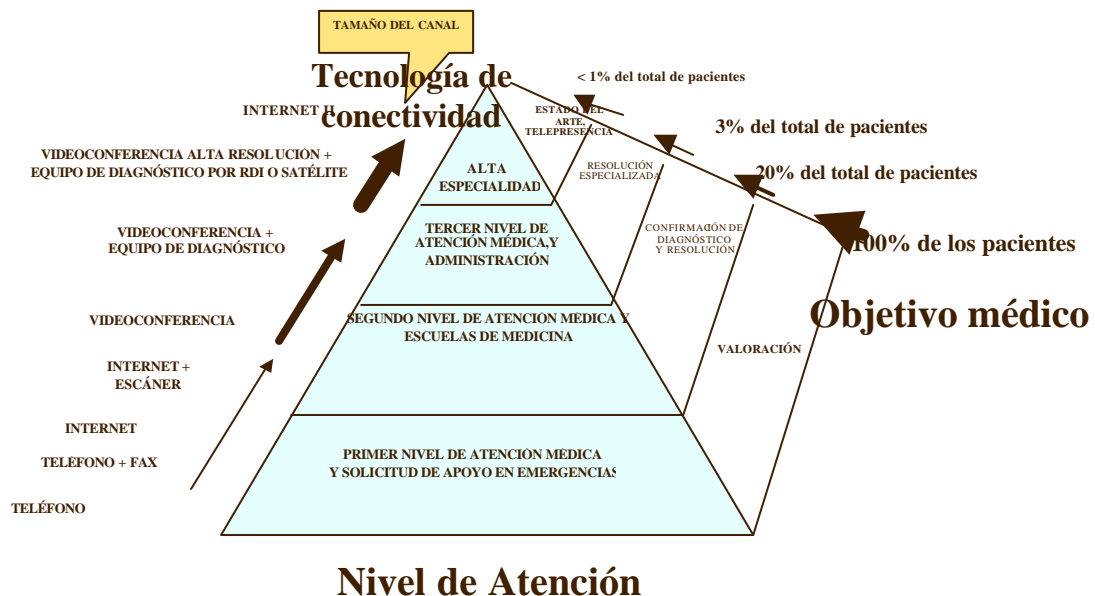 TAMAÑO DEL CANAL
Tecnología de
conectividad
INTERNET II
VIDEOCONFERENCIA ALTA RESOLUCIÓN +
EQUIPO DE DIAGNÓSTICO POR RDI O SATÉLITE
VIDEOCONFERENCIA +
EQUIPO DE DIAGNÓSTICO
VIDEOCONFERENCIA
INTERNET +
ESCÁNER
INTERNET
TELÉFONO + FAX
TELÉFONO
ALTA
ESPECIALIDAD
TERCER NIVEL DE
ATENCIÓN MÉDICA,Y
ADMINISTRACIÓN
SEGUNDO NIVEL DE ATENCIÓN MÉDICA Y
ESCUELAS DE MEDICINA
PRIMER NIVEL DE ATENCIÓN MÉDICA
Y SOLICITUD DE APOYO EN EMERGENCIAS
ESTADO DEL
ARTE,
TELEPRESENCIA
RESOLUCIÓN
ESPECIALIZADA
CONFIRMACIÓN DE
DIAGNÓSTICO
Y RESOLUCIÓN
VALORACIÓN
< 1% del total de pacientes
3% del total de pacientes
20% del total de pacientes
100% de los pacientes
Objetivo médico
Nivel de Atención